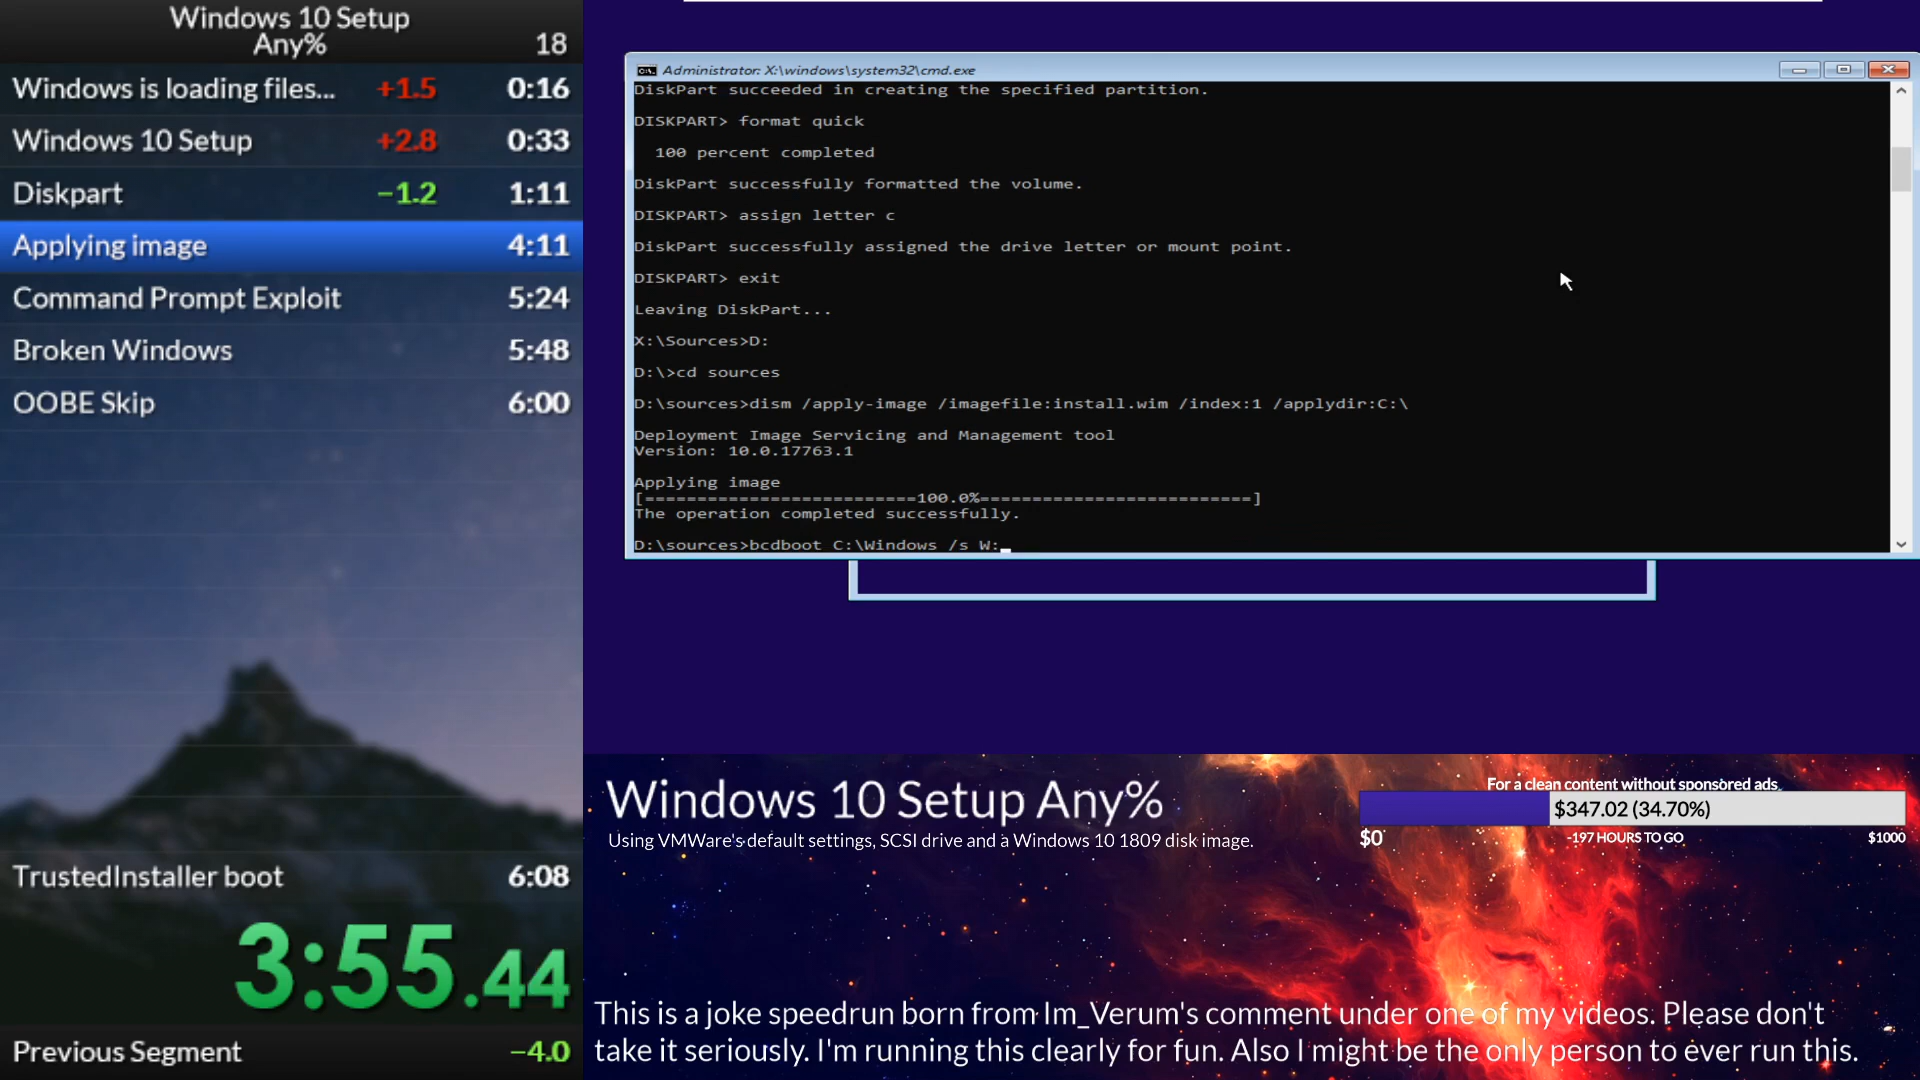 Windows 10 Setup
Any%
18
Windows is loading files... +1.5 0:16
Windows 10 Setup +2.8 0:33
Diskpart −1.2 1:11
Applying image 4:11
Command Prompt Exploit 5:24
Broken Windows 5:48
OOBE Skip 6:00
TrustedInstaller boot 6:08
3:55.44
Previous Segment −4.0
Administrator: X:\windows\system32\cmd.exe
DiskPart succeeded in creating the specified partition.
DISKPART> format quick
100 percent completed
DiskPart successfully formatted the volume.
DISKPART> assign letter c
DiskPart successfully assigned the drive letter or mount point.
DISKPART> exit
Leaving DiskPart...
X:\Sources>D:
D:\>cd sources
D:\sources>dism /apply-image /imagefile:install.wim /index:1 /applydir:C:\
Deployment Image Servicing and Management tool
Version: 10.0.17763.1
Applying image
[==========================100.0%==========================]
The operation completed successfully.
D:\sources>bcdboot C:\Windows /s W:_
Windows 10 Setup Any%
Using VMWare's default settings, SCSI drive and a Windows 10 1809 disk image.
For a clean content without sponsored ads
$347.02 (34.70%)
$0 -197 HOURS TO GO $1000
This is a joke speedrun born from Im_Verum's comment under one of my videos. Please don't
take it seriously. I'm running this clearly for fun. Also I might be the only person to ever run this.